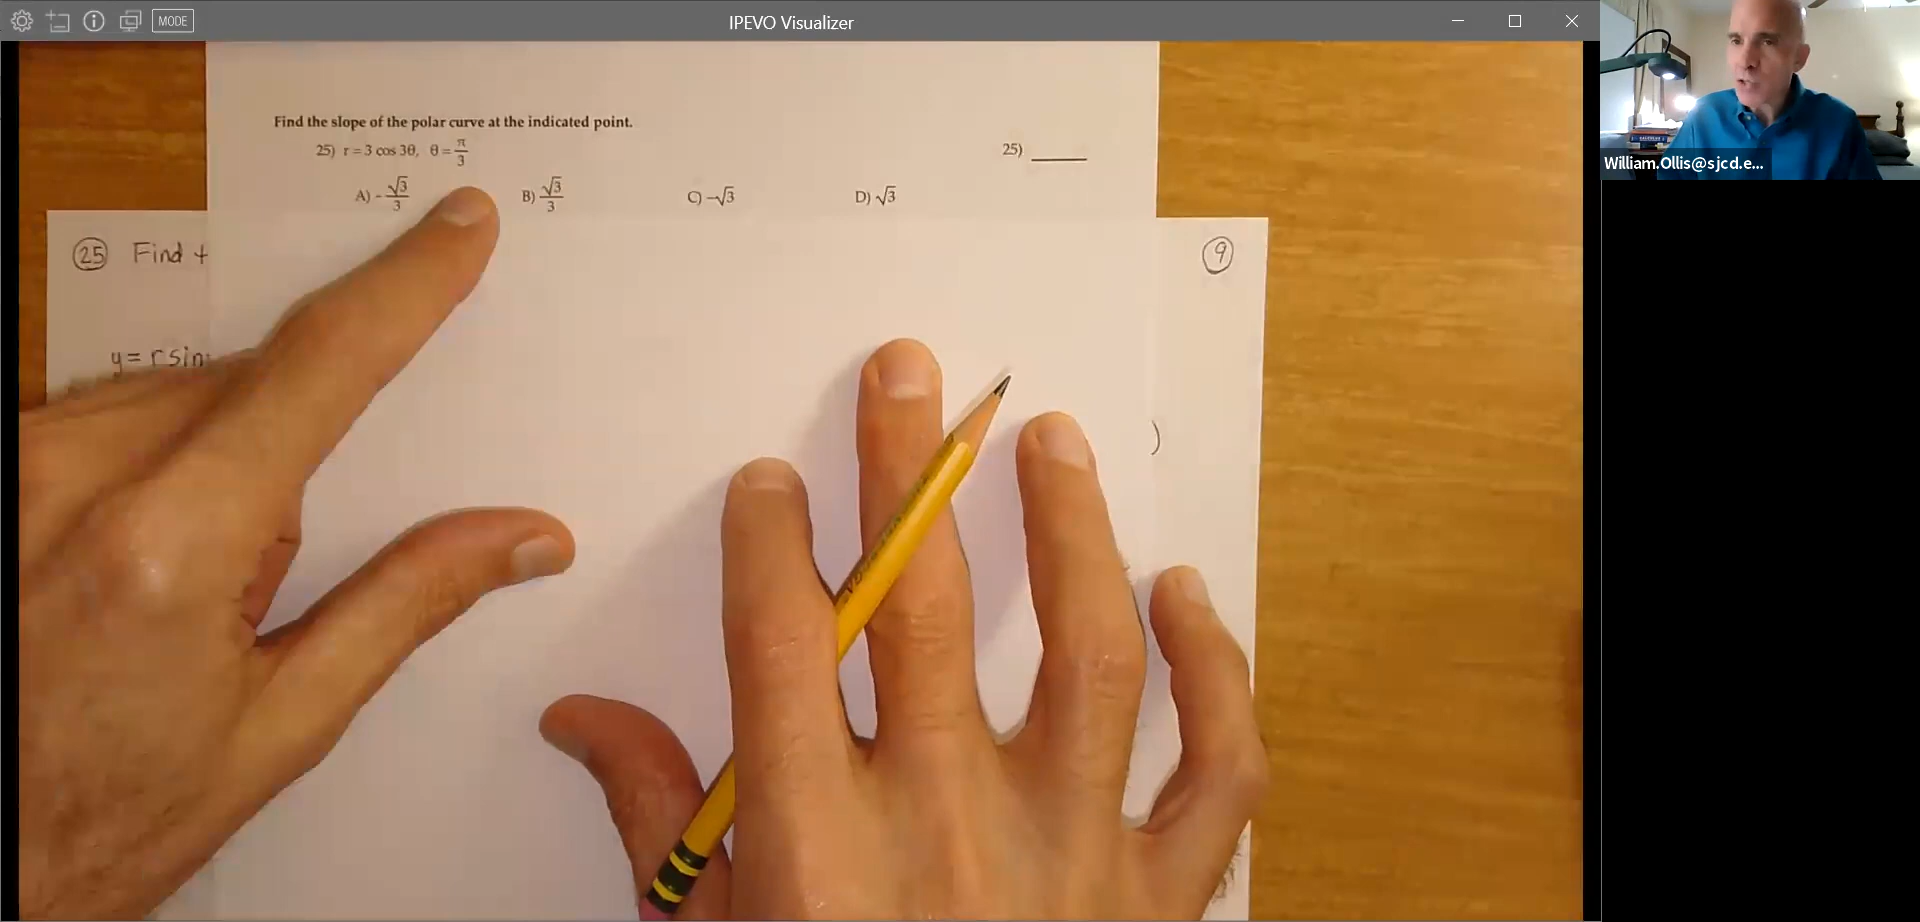 MODE
IPEVO Visualizer
William.Ollis@sjcd.e...
Find the slope of the polar curve at the indicated point.
25) r = 3 cos 3θ, θ = π/3
25) ______
A) -√3/3 B) √3/3 C) -√3 D) √3
25 Find t
9
y = r sin
)